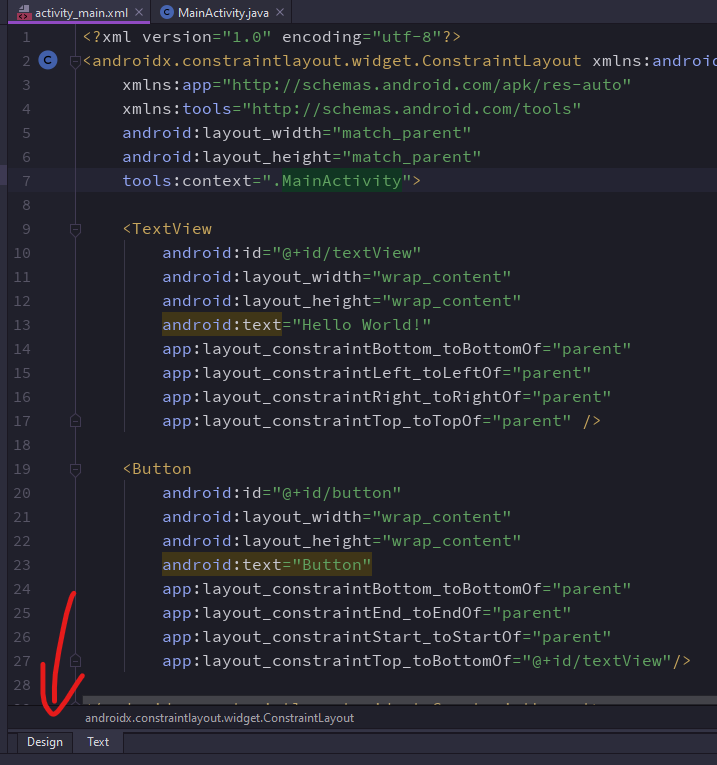 activity_main.xml
MainActivity.java
1 <?xml version="1.0" encoding="utf-8"?>
2 C <androidx.constraintlayout.widget.ConstraintLayout xmlns:androi
3 xmlns:app="http://schemas.android.com/apk/res-auto"
4 xmlns:tools="http://schemas.android.com/tools"
5 android:layout_width="match_parent"
6 android:layout_height="match_parent"
7 tools:context=".MainActivity">
8
9 <TextView
10 android:id="@+id/textView"
11 android:layout_width="wrap_content"
12 android:layout_height="wrap_content"
13 android:text="Hello World!"
14 app:layout_constraintBottom_toBottomOf="parent"
15 app:layout_constraintLeft_toLeftOf="parent"
16 app:layout_constraintRight_toRightOf="parent"
17 app:layout_constraintTop_toTopOf="parent" />
18
19 <Button
20 android:id="@+id/button"
21 android:layout_width="wrap_content"
22 android:layout_height="wrap_content"
23 android:text="Button"
24 app:layout_constraintBottom_toBottomOf="parent"
25 app:layout_constraintEnd_toEndOf="parent"
26 app:layout_constraintStart_toStartOf="parent"
27 app:layout_constraintTop_toBottomOf="@+id/textView"/>
28
androidx.constraintlayout.widget.ConstraintLayout
Design Text